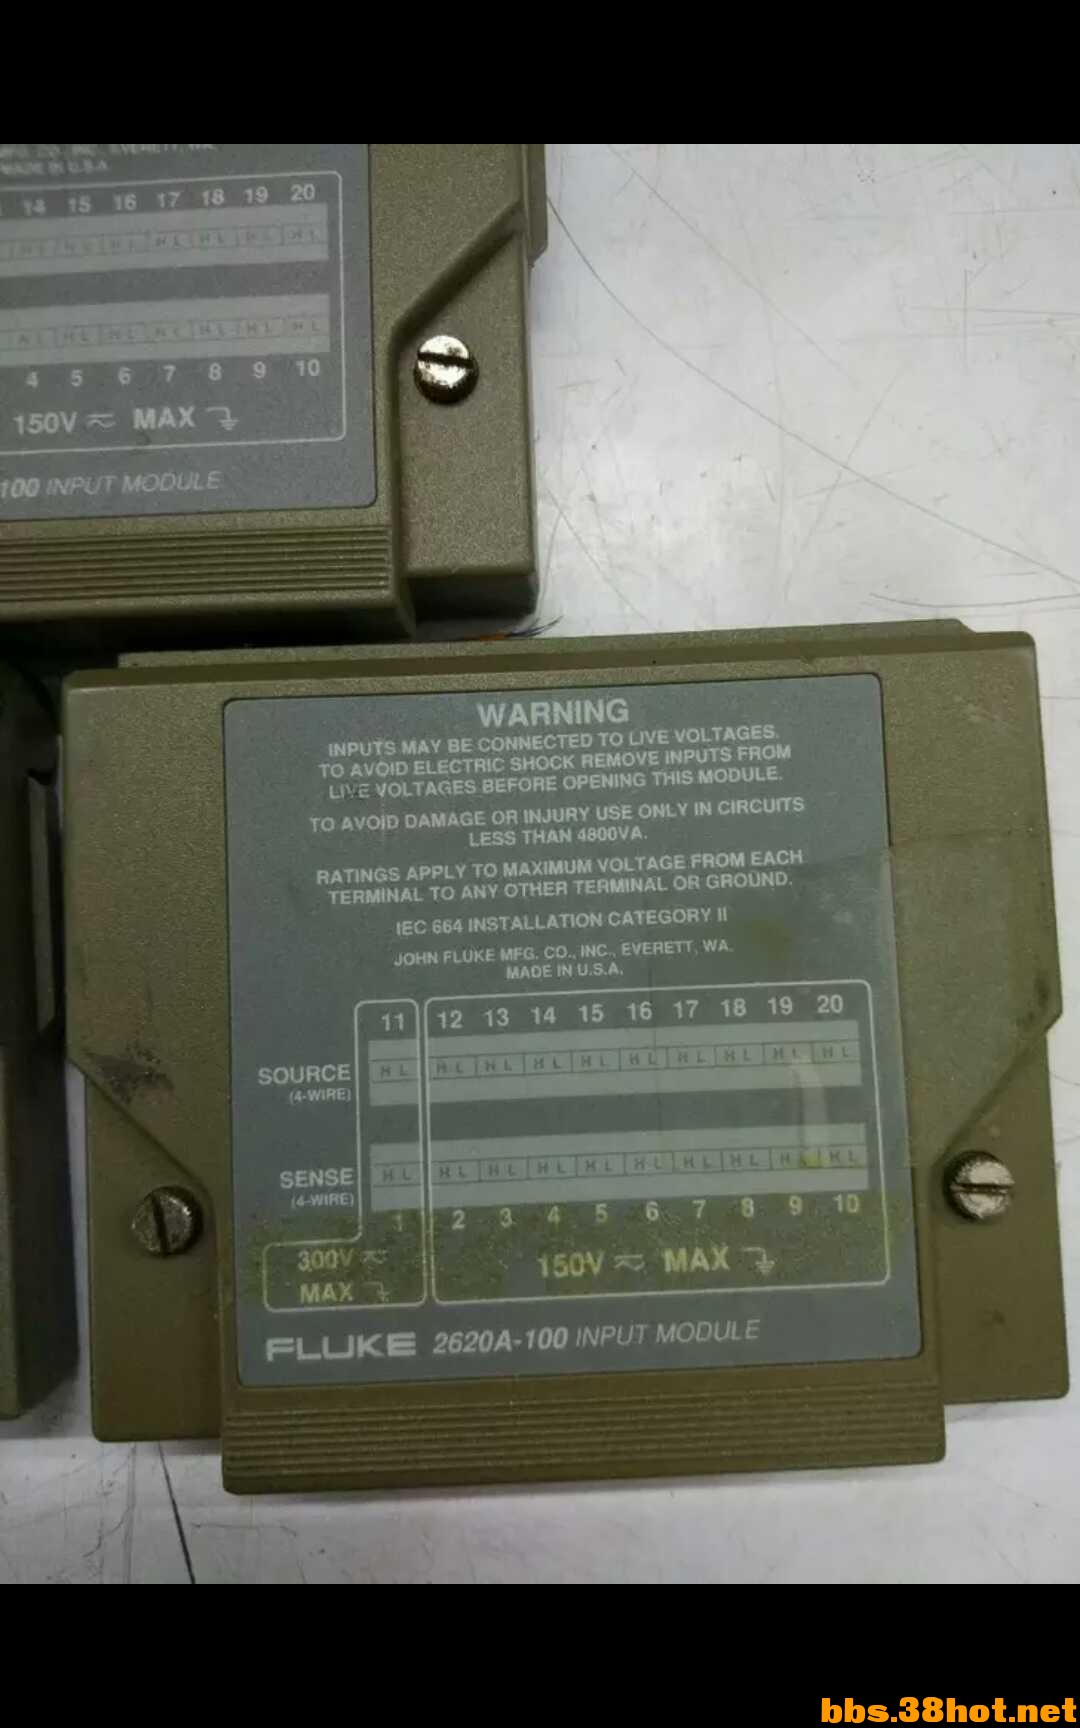 MADE IN U.S.A.
14 15 16 17 18 19 20
H L H L H L H L H L H L H L
H L H L H L H L H L H L H L
4 5 6 7 8 9 10
150V MAX
100 INPUT MODULE
WARNING
INPUTS MAY BE CONNECTED TO LIVE VOLTAGES.
TO AVOID ELECTRIC SHOCK REMOVE INPUTS FROM
LIVE VOLTAGES BEFORE OPENING THIS MODULE.
TO AVOID DAMAGE OR INJURY USE ONLY IN CIRCUITS
LESS THAN 4800VA.
RATINGS APPLY TO MAXIMUM VOLTAGE FROM EACH
TERMINAL TO ANY OTHER TERMINAL OR GROUND.
IEC 664 INSTALLATION CATEGORY II
JOHN FLUKE MFG. CO., INC., EVERETT, WA.
MADE IN U.S.A.
11 12 13 14 15 16 17 18 19 20
SOURCE H L H L H L H L H L H L H L H L H L H L
(4-WIRE)
SENSE H L H L H L H L H L H L H L H L H L H L
(4-WIRE)
1 2 3 4 5 6 7 8 9 10
300V 150V MAX
MAX
FLUKE 2620A-100 INPUT MODULE
bbs.38hot.net